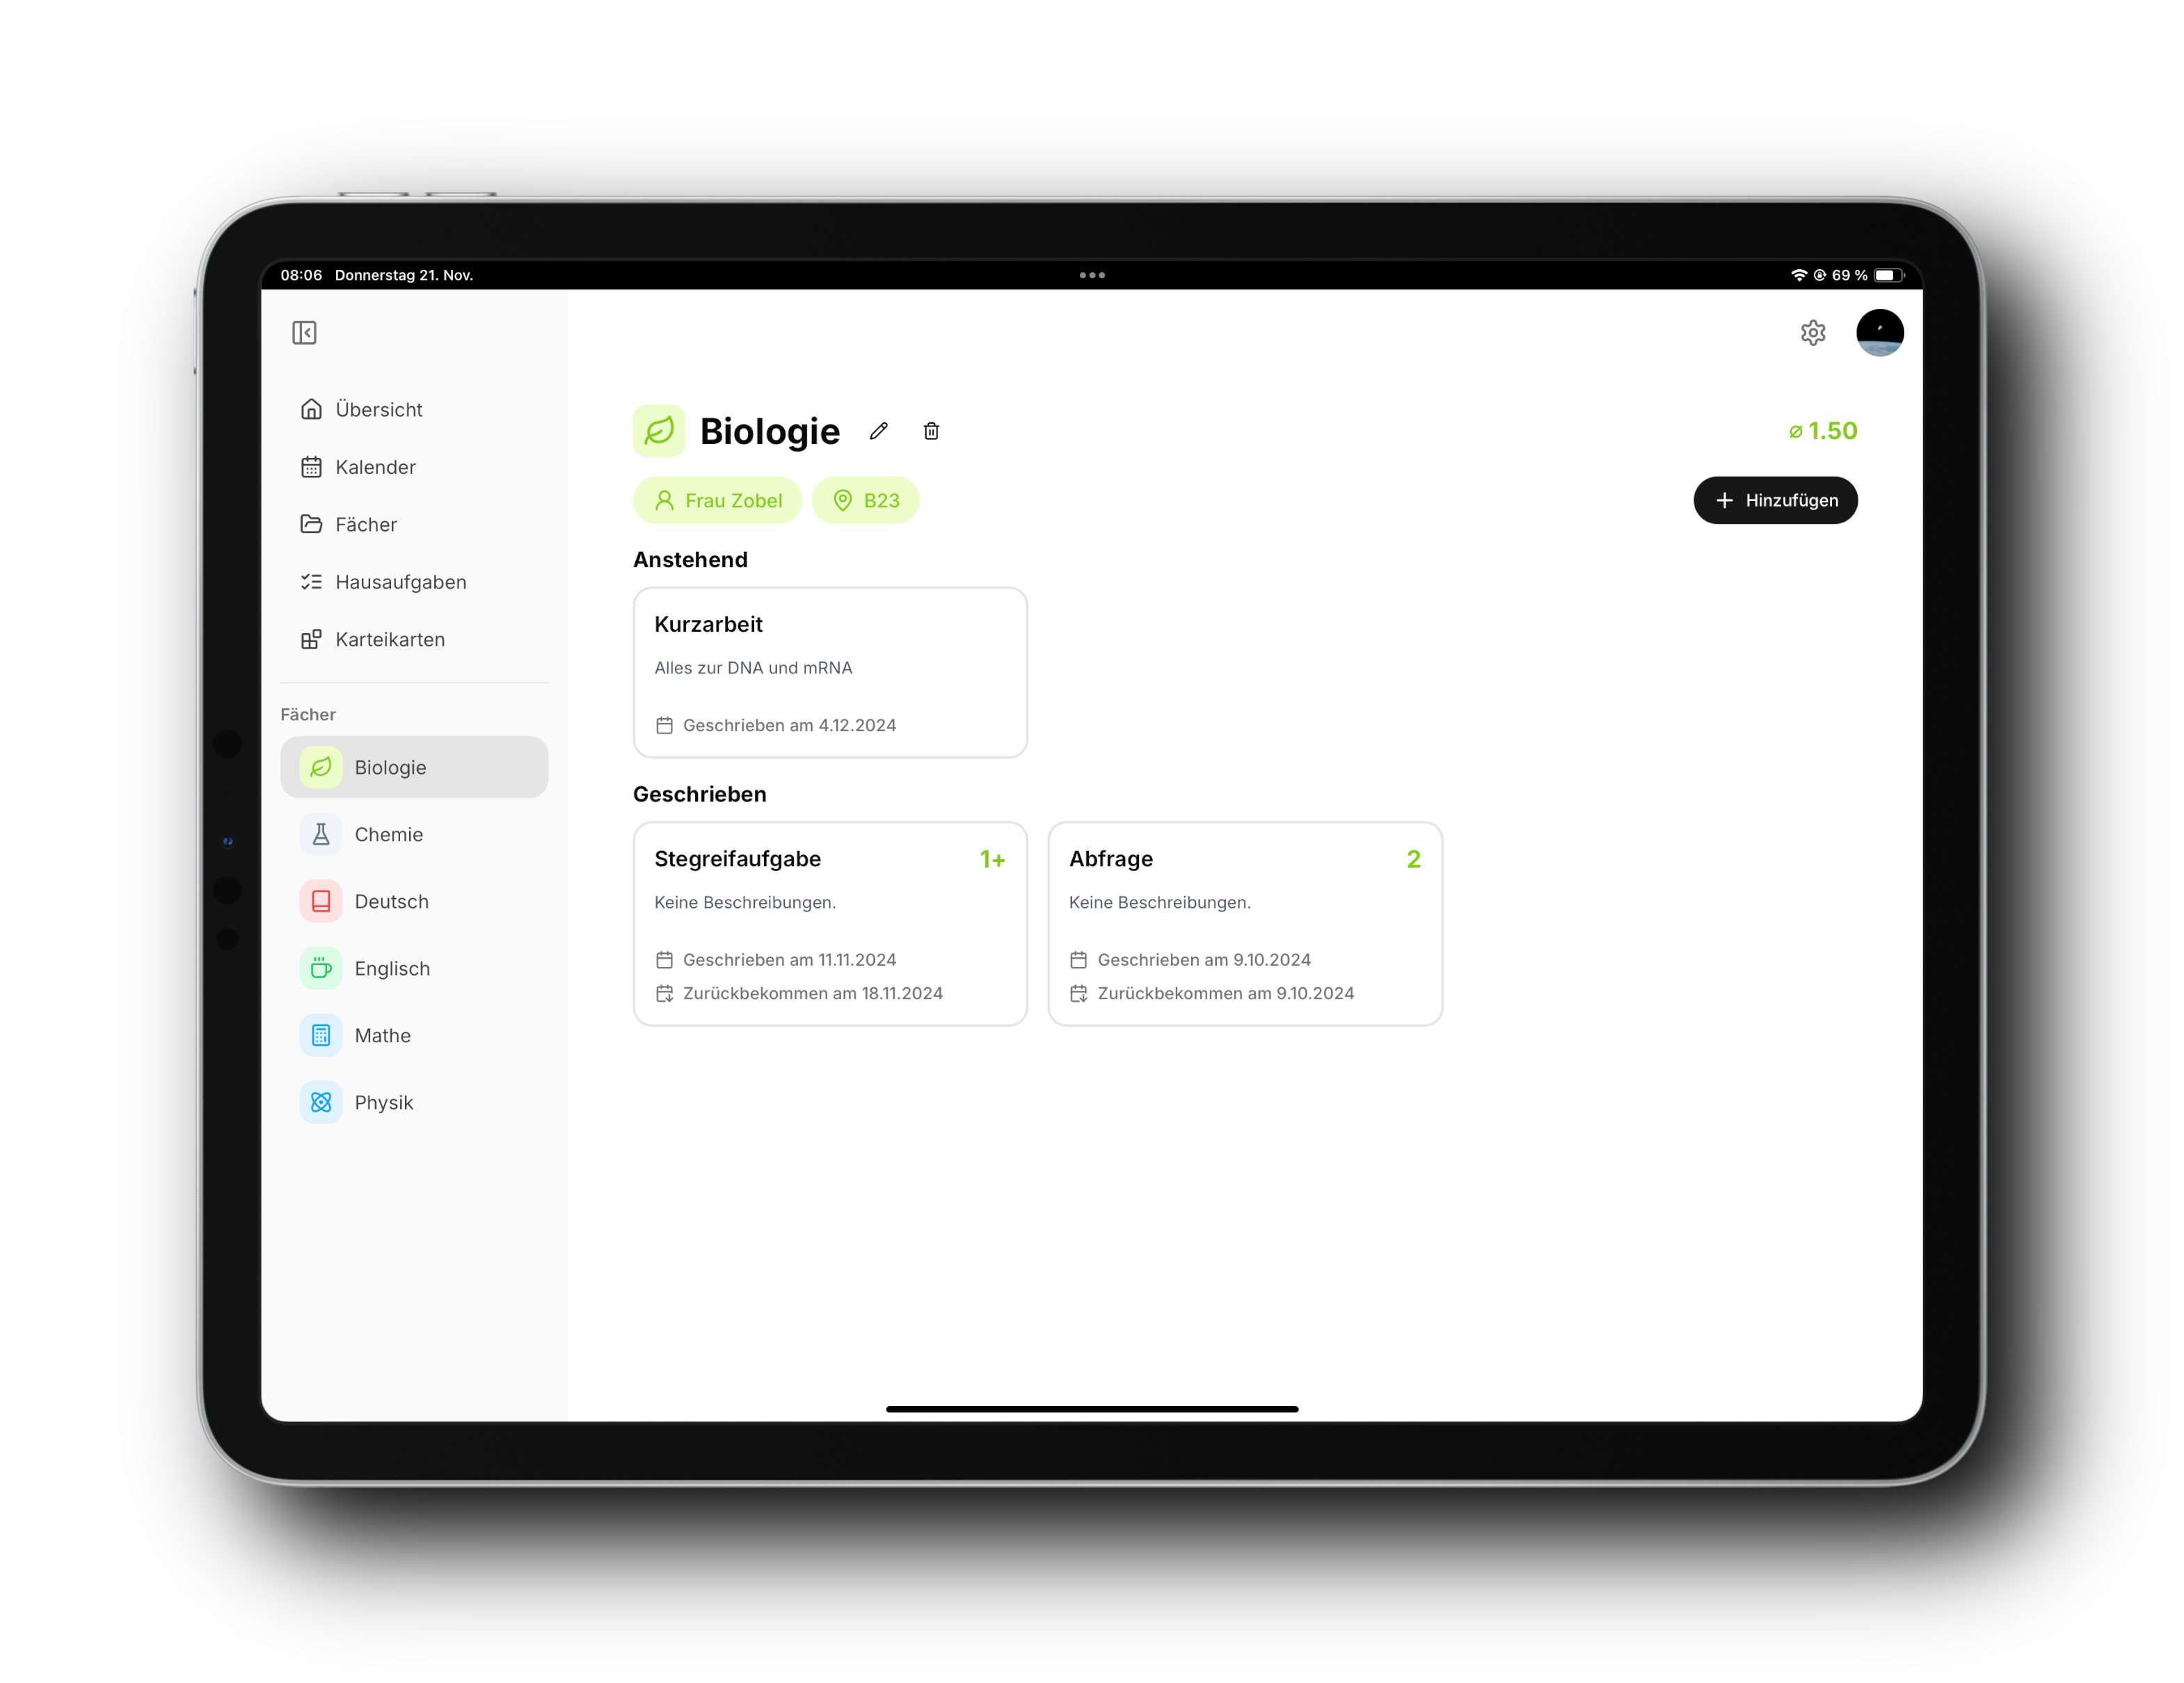 08:06 Donnerstag 21. Nov.
69 %
Übersicht
Kalender
Fächer
Hausaufgaben
Karteikarten
Fächer
Biologie
Chemie
Deutsch
Englisch
Mathe
Physik
Biologie
⌀ 1.50
Frau Zobel
B23
Hinzufügen
Anstehend
Kurzarbeit
Alles zur DNA und mRNA
Geschrieben am 4.12.2024
Geschrieben
Stegreifaufgabe 1+
Keine Beschreibungen.
Geschrieben am 11.11.2024
Zurückbekommen am 18.11.2024
Abfrage 2
Keine Beschreibungen.
Geschrieben am 9.10.2024
Zurückbekommen am 9.10.2024